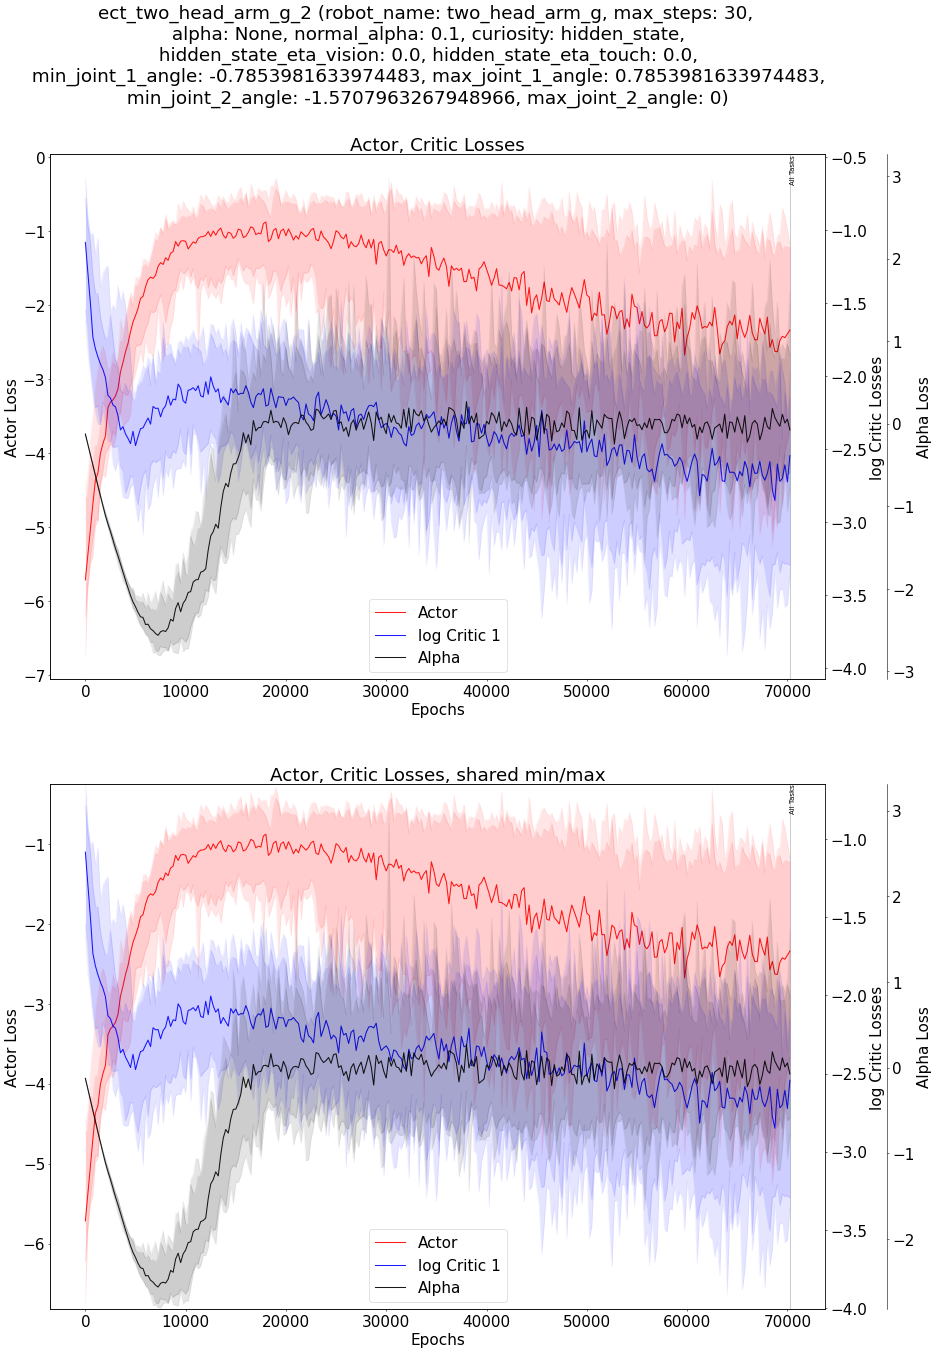 ect_two_head_arm_g_2 (robot_name: two_head_arm_g, max_steps: 30,
alpha: None, normal_alpha: 0.1, curiosity: hidden_state,
hidden_state_eta_vision: 0.0, hidden_state_eta_touch: 0.0,
min_joint_1_angle: -0.7853981633974483, max_joint_1_angle: 0.7853981633974483,
min_joint_2_angle: -1.5707963267948966, max_joint_2_angle: 0)
Actor, Critic Losses
Actor Loss
0
−1
−2
−3
−4
−5
−6
−7
All Tasks
−0.5
−1.0
−1.5
−2.0
−2.5
−3.0
−3.5
−4.0
log Critic Losses
3
2
1
0
−1
−2
−3
Alpha Loss
Actor
log Critic 1
Alpha
0 10000 20000 30000 40000 50000 60000 70000
Epochs
Actor, Critic Losses, shared min/max
Actor Loss
−1
−2
−3
−4
−5
−6
All Tasks
−1.0
−1.5
−2.0
−2.5
−3.0
−3.5
−4.0
log Critic Losses
3
2
1
0
−1
−2
Alpha Loss
Actor
log Critic 1
Alpha
0 10000 20000 30000 40000 50000 60000 70000
Epochs